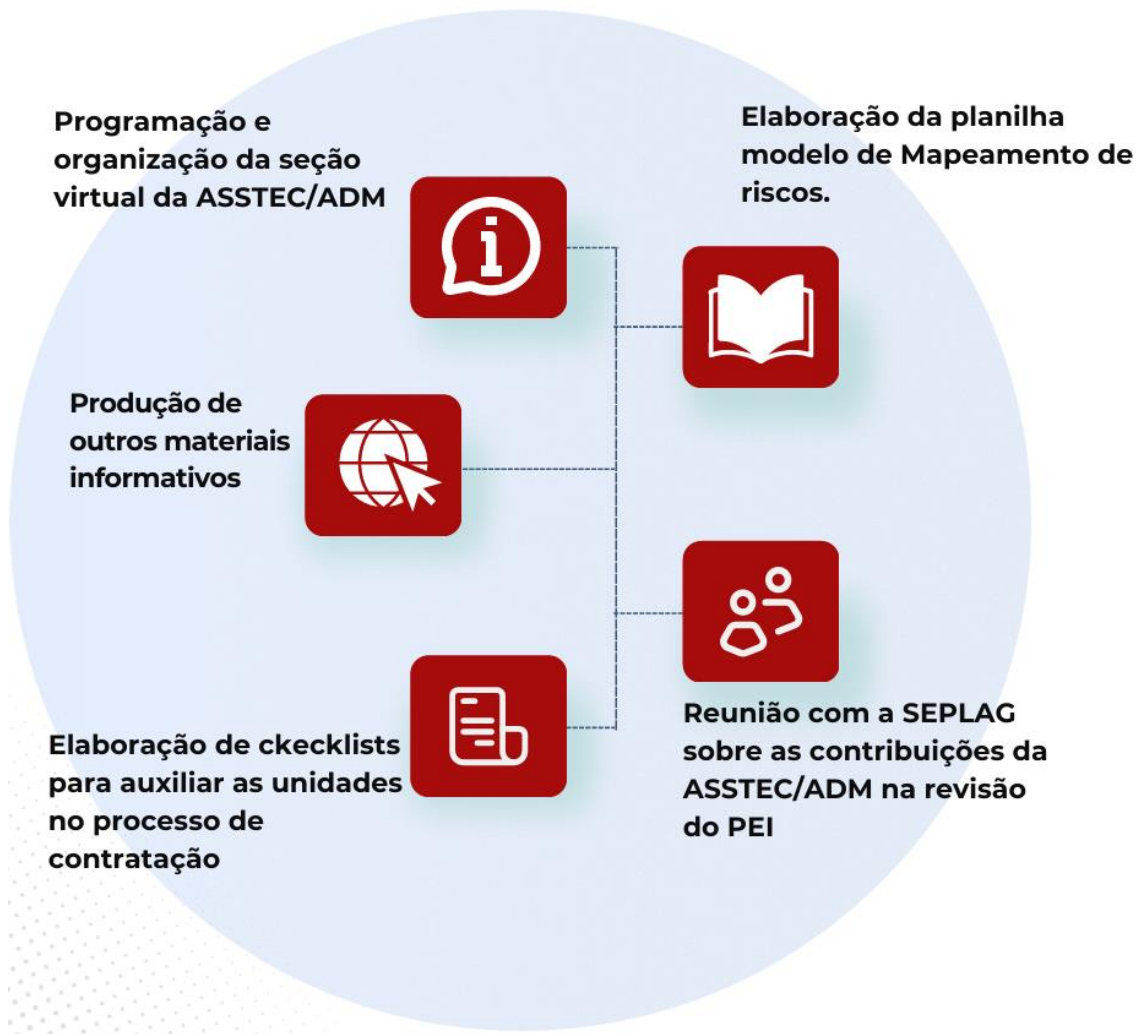 Programação e
organização da seção
virtual da ASSTEC/ADM
Elaboração da planilha
modelo de Mapeamento de
riscos.
Produção de
outros materiais
informativos
Elaboração de ckecklists
para auxiliar as unidades
no processo de
contratação
Reunião com a SEPLAG
sobre as contribuições da
ASSTEC/ADM na revisão
do PEI